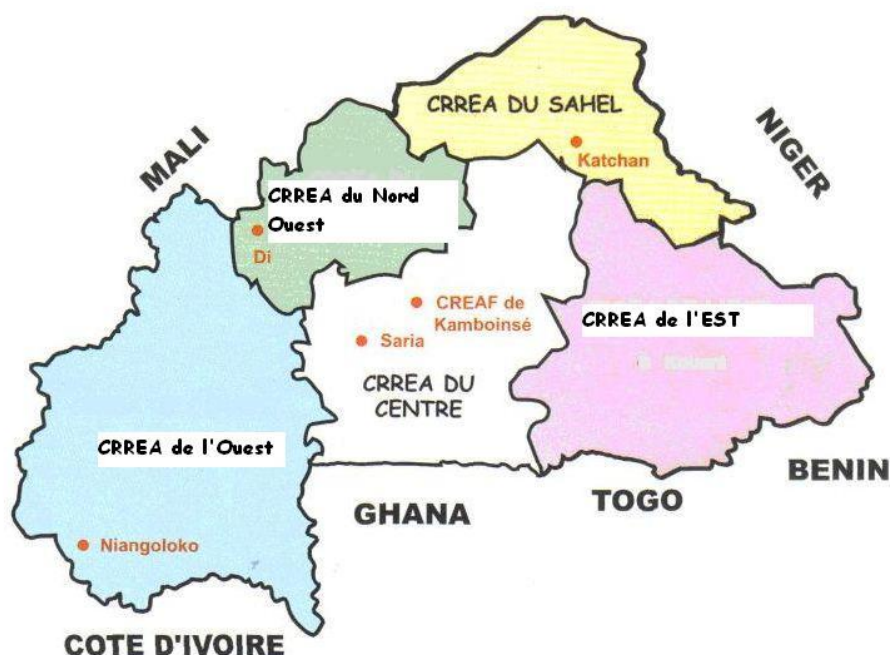 CRREA DU SAHEL
Katchan
NIGER
MALI
CRREA du Nord
Ouest
Di
CREAF de
Kamboinsé
Saria
CRREA DU
CENTRE
CRREA de l'EST
CRREA de l'Ouest
Niangoloko
GHANA
TOGO
BENIN
COTE D'IVOIRE